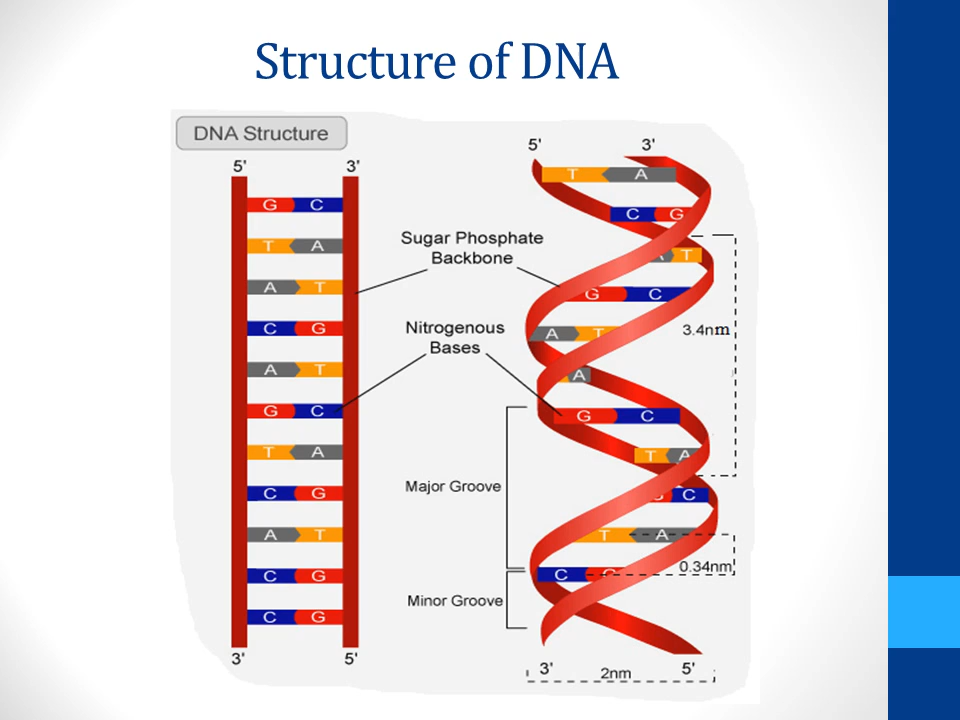 Structure of DNA
DNA Structure
5' 3'
G C
T A
A T
C G
A T
G C
T A
C G
A T
C G
C G
3' 5'
Sugar Phosphate
Backbone
Nitrogenous
Bases
Major Groove
Minor Groove
5' 3'
T A
C G
A T
G C
3.4nm
A T
A
G C
T A
G C
T A
0.34nm
C G
3' 2nm 5'